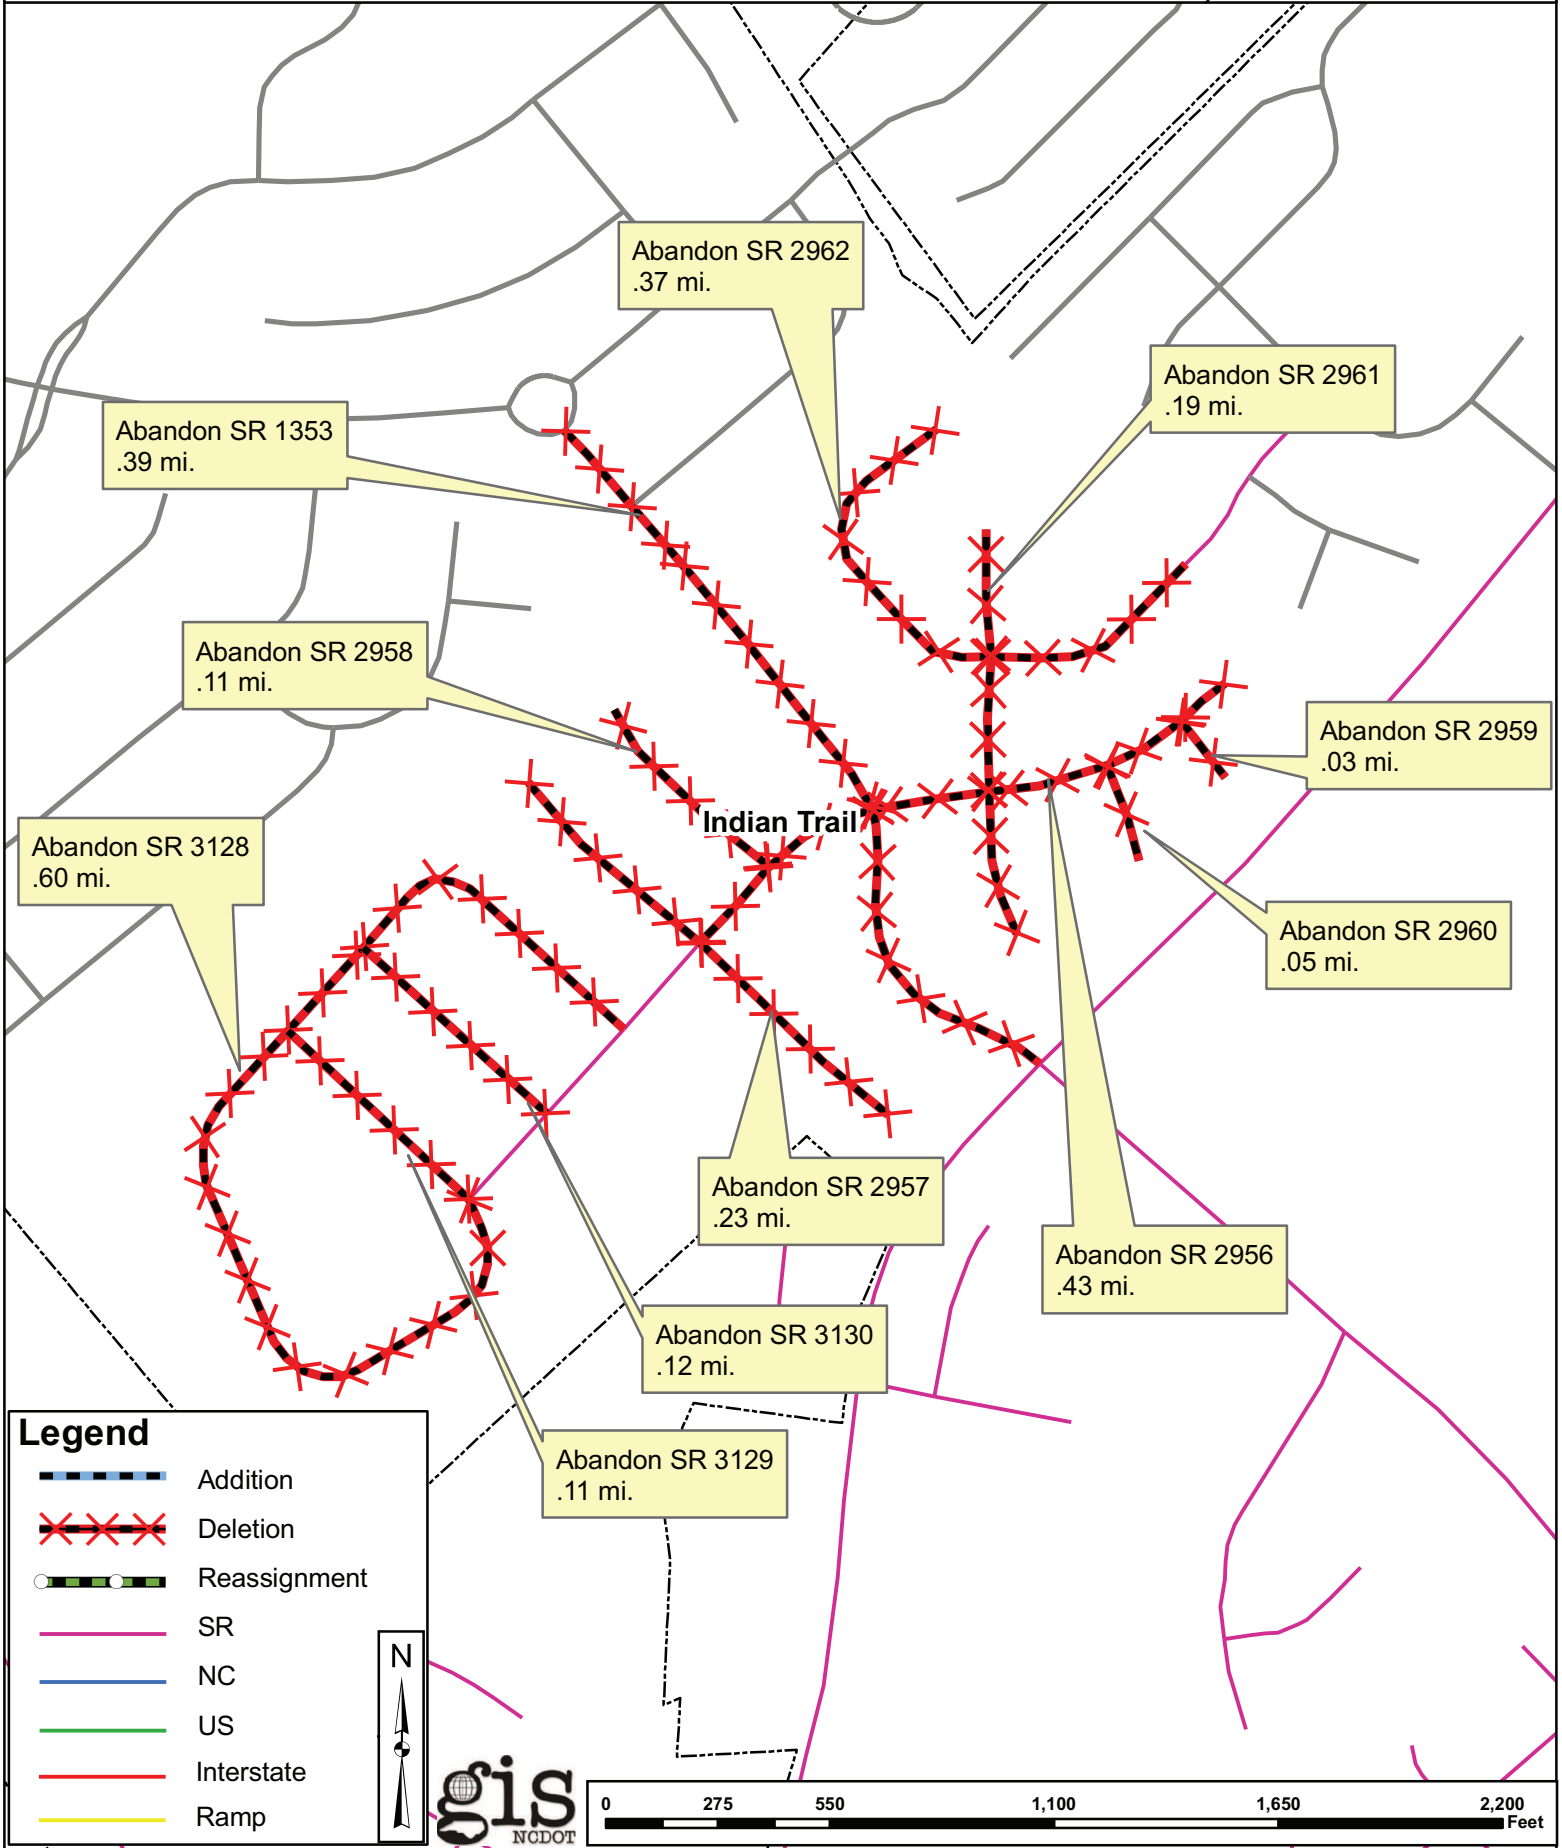 Abandon SR 2962
.37 mi.
Abandon SR 2961
.19 mi.
Abandon SR 1353
.39 mi.
Abandon SR 2958
.11 mi.
Abandon SR 2959
.03 mi.
Indian Trail
Abandon SR 3128
.60 mi.
Abandon SR 2960
.05 mi.
Abandon SR 2957
.23 mi.
Abandon SR 2956
.43 mi.
Abandon SR 3130
.12 mi.
Abandon SR 3129
.11 mi.
Legend
Addition
Deletion
Reassignment
SR
NC
US
Interstate
Ramp
N
gis
NCDOT
0 275 550 1,100 1,650 2,200
Feet